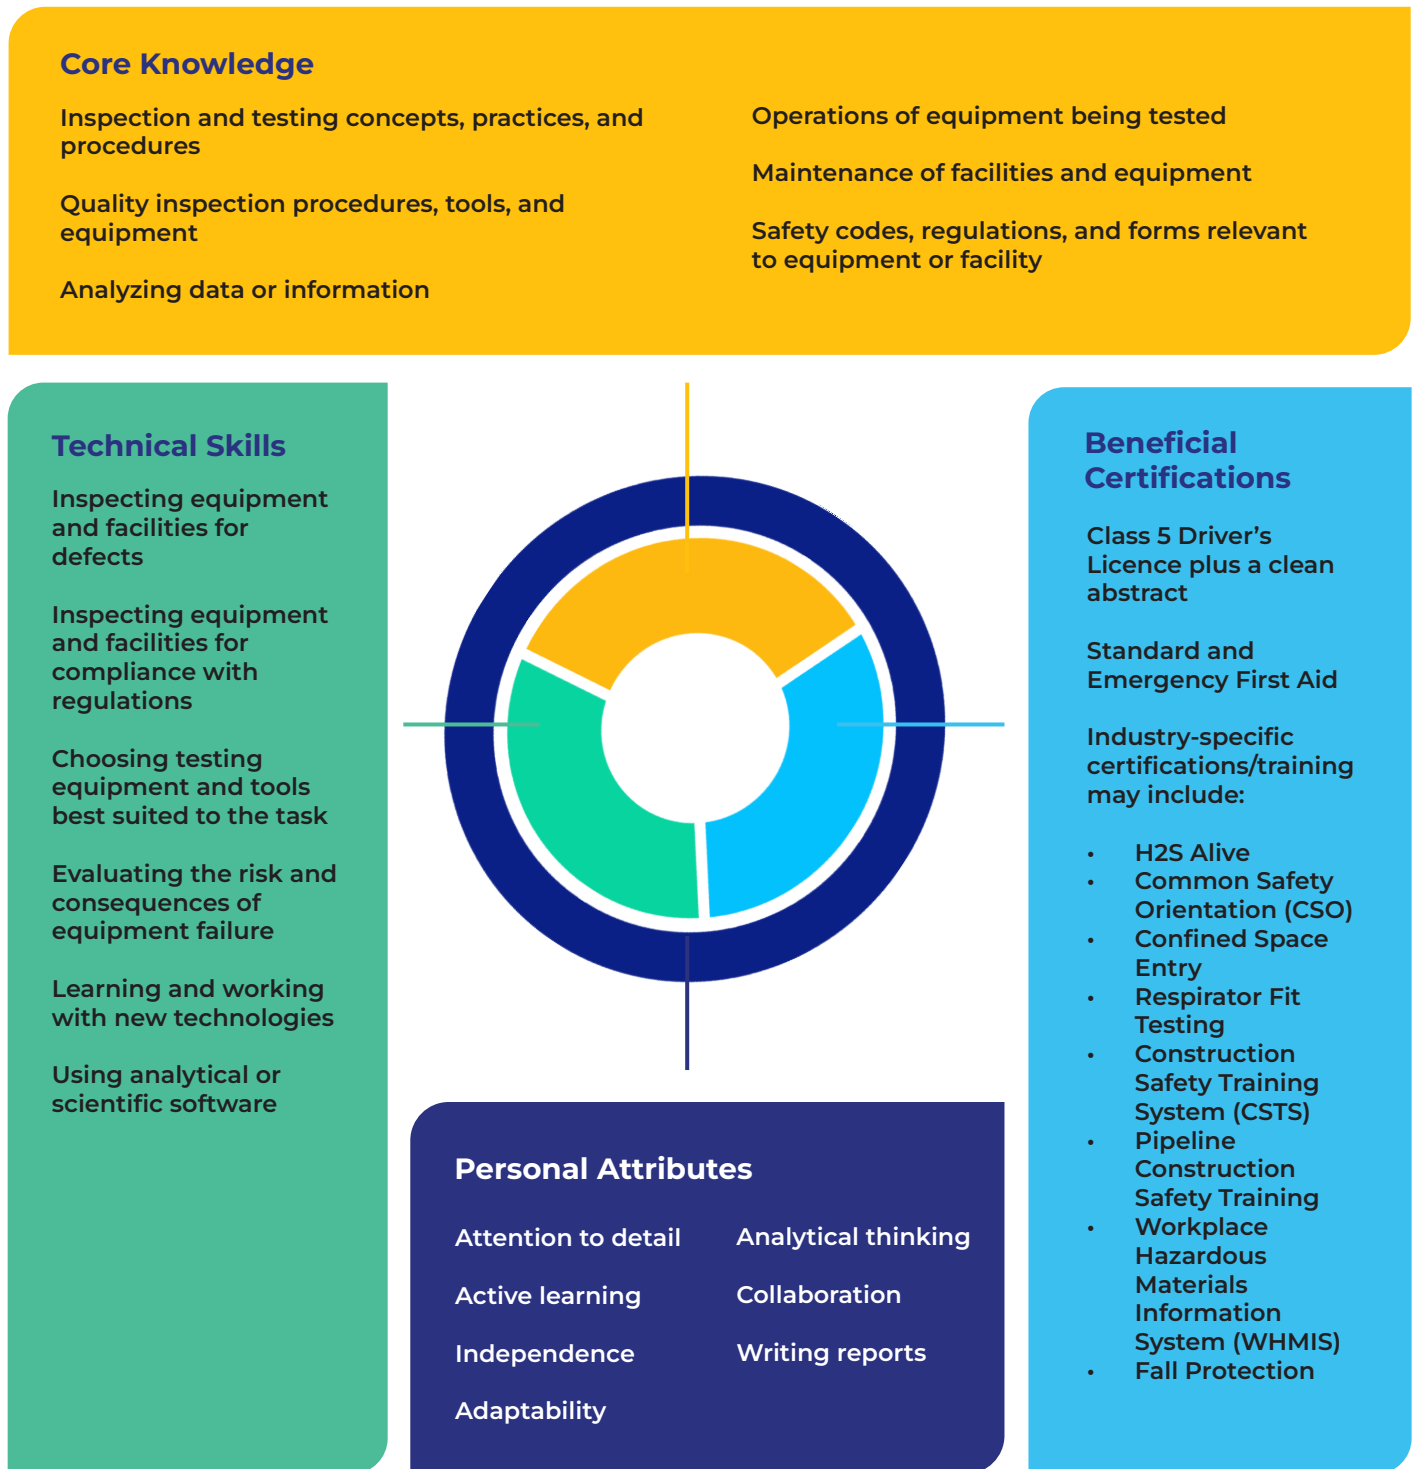 Core Knowledge
Inspection and testing concepts, practices, and
procedures
Quality inspection procedures, tools, and
equipment
Analyzing data or information
Operations of equipment being tested
Maintenance of facilities and equipment
Safety codes, regulations, and forms relevant
to equipment or facility
Technical Skills
Inspecting equipment
and facilities for
defects
Inspecting equipment
and facilities for
compliance with
regulations
Choosing testing
equipment and tools
best suited to the task
Evaluating the risk and
consequences of
equipment failure
Learning and working
with new technologies
Using analytical or
scientific software
Personal Attributes
Attention to detail
Active learning
Independence
Adaptability
Analytical thinking
Collaboration
Writing reports
Beneficial
Certifications
Class 5 Driver’s
Licence plus a clean
abstract
Standard and
Emergency First Aid
Industry-specific
certifications/training
may include:
• H2S Alive
• Common Safety
Orientation (CSO)
• Confined Space
Entry
• Respirator Fit
Testing
• Construction
Safety Training
System (CSTS)
• Pipeline
Construction
Safety Training
• Workplace
Hazardous
Materials
Information
System (WHMIS)
• Fall Protection